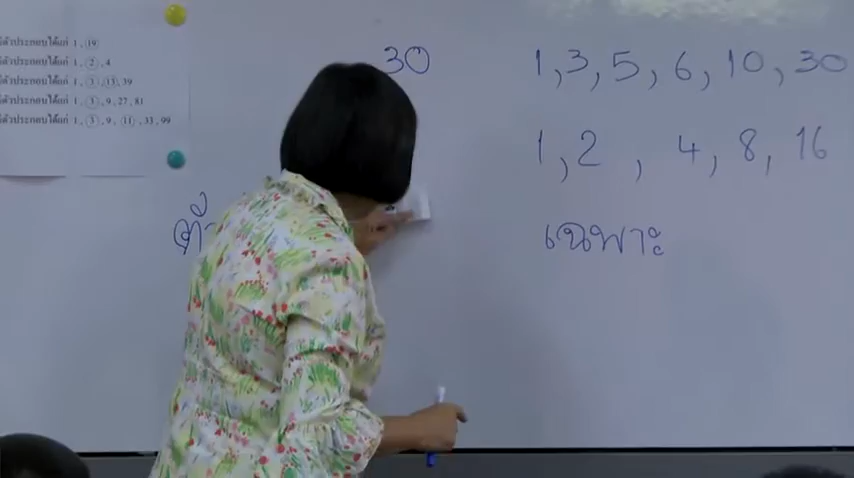 ตัวประกอบได้แก่ 1 , 19
ตัวประกอบได้แก่ 1 , 2 , 4
ตัวประกอบได้แก่ 1 , 3 , 13 , 39
ตัวประกอบได้แก่ 1 , 3 , 9 , 27 , 81
ตัวประกอบได้แก่ 1 , 3 , 9 , 11 , 33 , 99
30 1 , 3 , 5 , 6 , 10 , 30
1 , 2 , 4 , 8 , 16
เฉพาะ